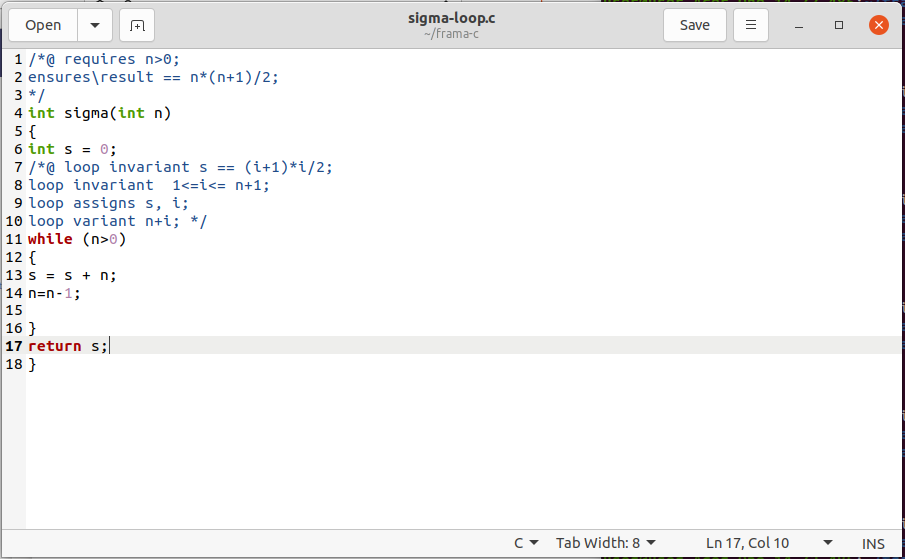 Open
sigma-loop.c
~/frama-c
Save
1 /*@ requires n>0;
2 ensures\result == n*(n+1)/2;
3 */
4 int sigma(int n)
5 {
6 int s = 0;
7 /*@ loop invariant s == (i+1)*i/2;
8 loop invariant  1<=i<= n+1;
9 loop assigns s, i;
10 loop variant n+i; */
11 while (n>0)
12 {
13 s = s + n;
14 n=n-1;
15
16 }
17 return s;
18 }
C
Tab Width: 8
Ln 17, Col 10
INS